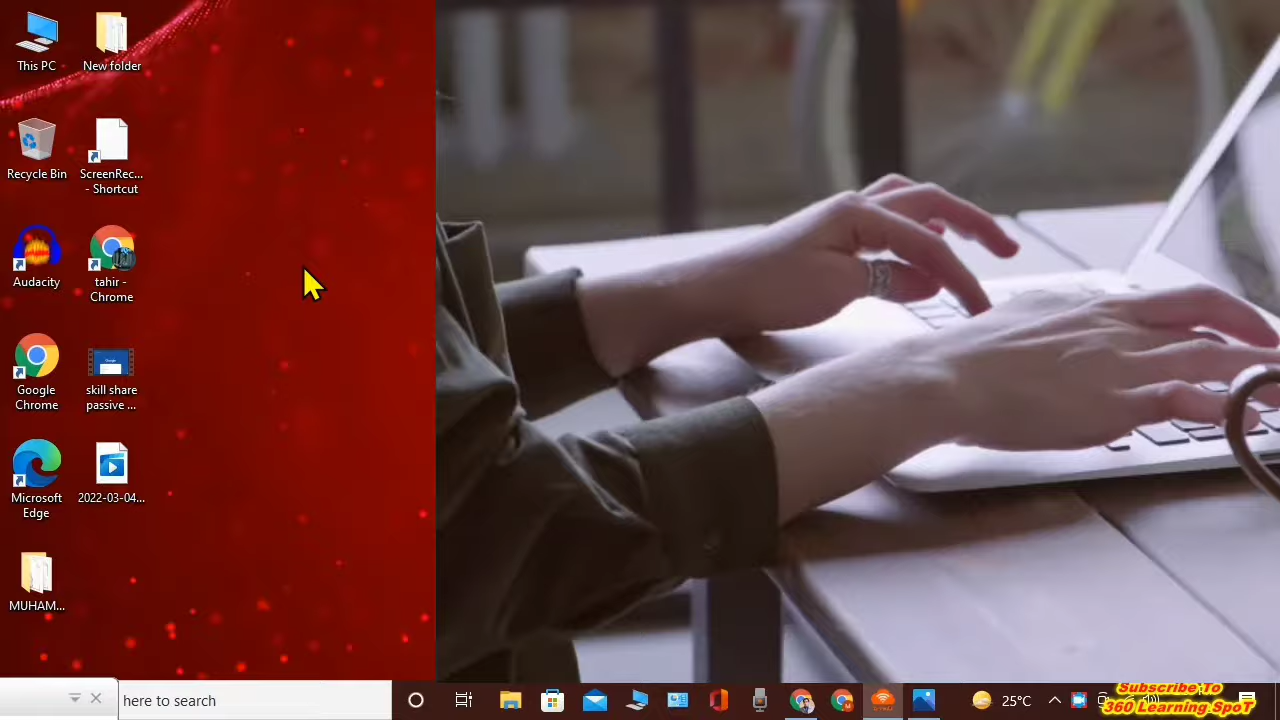 This PC
New folder
Recycle Bin
ScreenRec...
- Shortcut
Audacity
tahir -
Chrome
Google
Chrome
skill share
passive ...
Microsoft
Edge
2022-03-04...
MUHAM...
here to search
25°C
Subscribe To
360 Learning SpoT